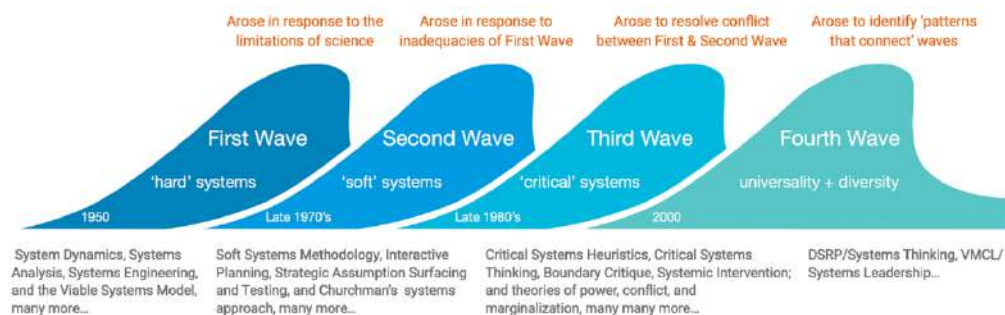 Arose in response to the
limitations of science
Arose in response to
inadequacies of First Wave
Arose to resolve conflict
between First & Second Wave
Arose to identify ‘patterns
that connect’ waves
First Wave
Second Wave
Third Wave
Fourth Wave
‘hard’ systems
‘soft’ systems
‘critical’ systems
universality + diversity
1950
Late 1970's
Late 1980's
2000
System Dynamics, Systems
Analysis, Systems Engineering,
and the Viable Systems Model,
many more...
Soft Systems Methodology, Interactive
Planning, Strategic Assumption Surfacing
and Testing, and Churchman's systems
approach, many more...
Critical Systems Heuristics, Critical Systems
Thinking, Boundary Critique, Systemic Intervention;
and theories of power, conflict, and
marginalization, many many more...
DSRP/Systems Thinking, VMCL/
Systems Leadership...